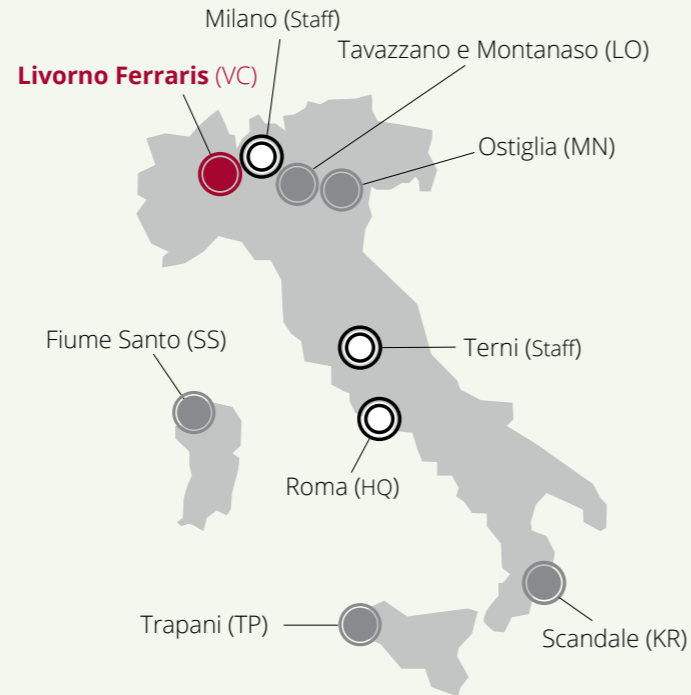 Milano (Staff)
Tavazzano e Montanaso (LO)
Livorno Ferraris (VC)
Ostiglia (MN)
Fiume Santo (SS)
Terni (Staff)
Roma (HQ)
Trapani (TP)
Scandale (KR)